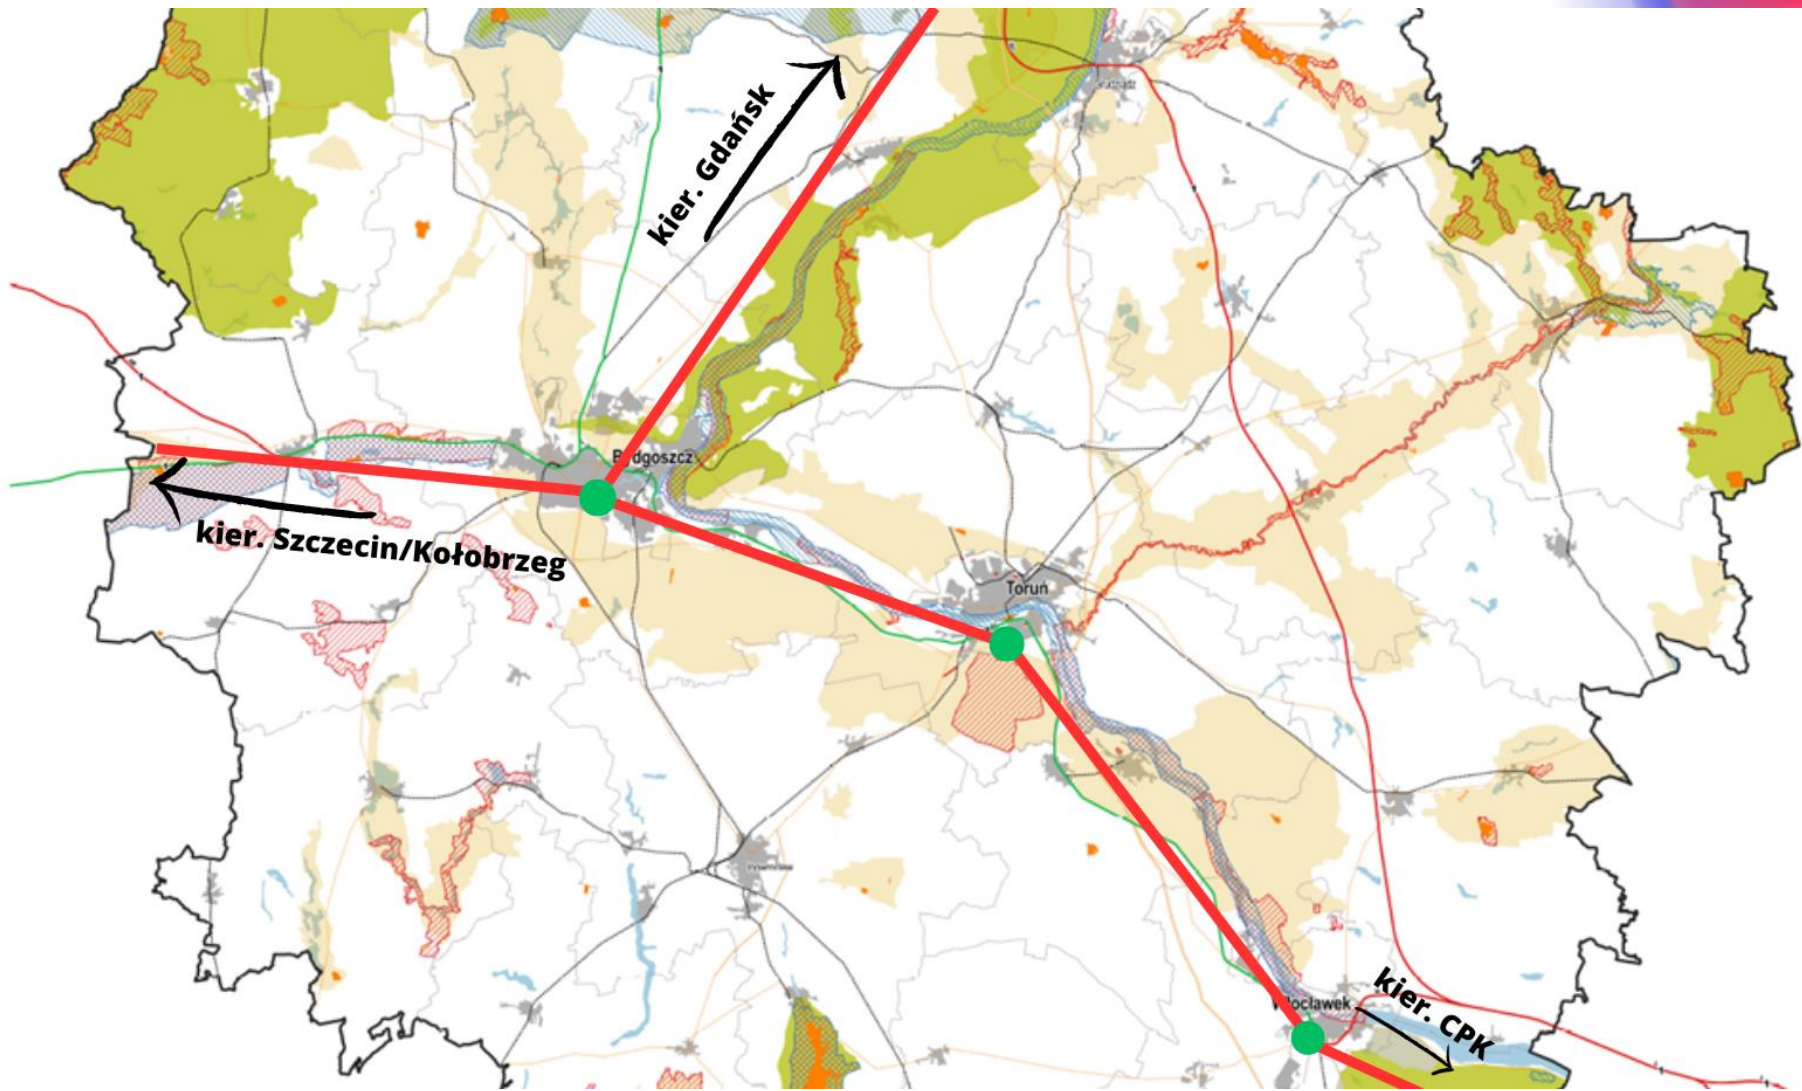 kier. Gdańsk
Bydgoszcz
kier. Szczecin/Kołobrzeg
Toruń
Włocławek
kier. CPK